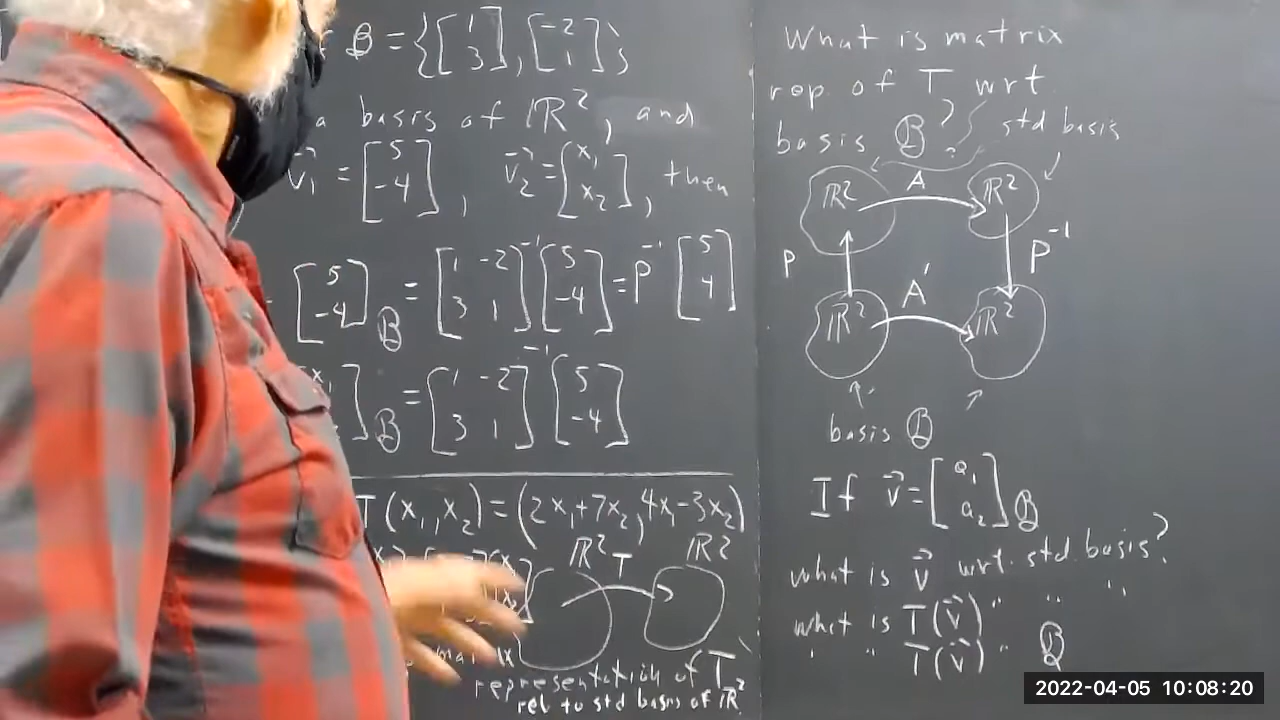 B = { [1 3], [-2 1] }
a basis of ℝ², and
v⃗₁ = [5 -4], v⃗₂ = [x₁ x₂], then
[5 -4]_B = [1 -2 3 1]⁻¹ [5 -4] = P⁻¹ [5 4]
]_B = [1 -2 3 1]⁻¹ [5 -4]
T(x₁, x₂) = (2x₁+7x₂, 4x₁-3x₂)
ℝ² T ℝ²
representation of T
rel to std basis of ℝ²
What is matrix
rep of T wrt
basis B?
std basis
ℝ² A ℝ²
P P⁻¹
ℝ² A' ℝ²
basis B
If v⃗ = [a₁ a₂]_B
what is v⃗ wrt. std. basis?
what is T(v⃗) " " "
" " T(v⃗) " B
2022-04-05 10:08:20